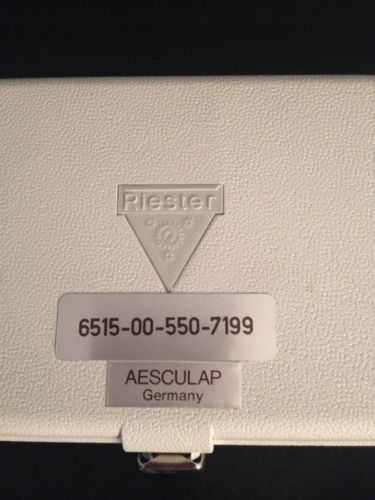 Riester
6515-00-550-7199
AESCULAP
Germany